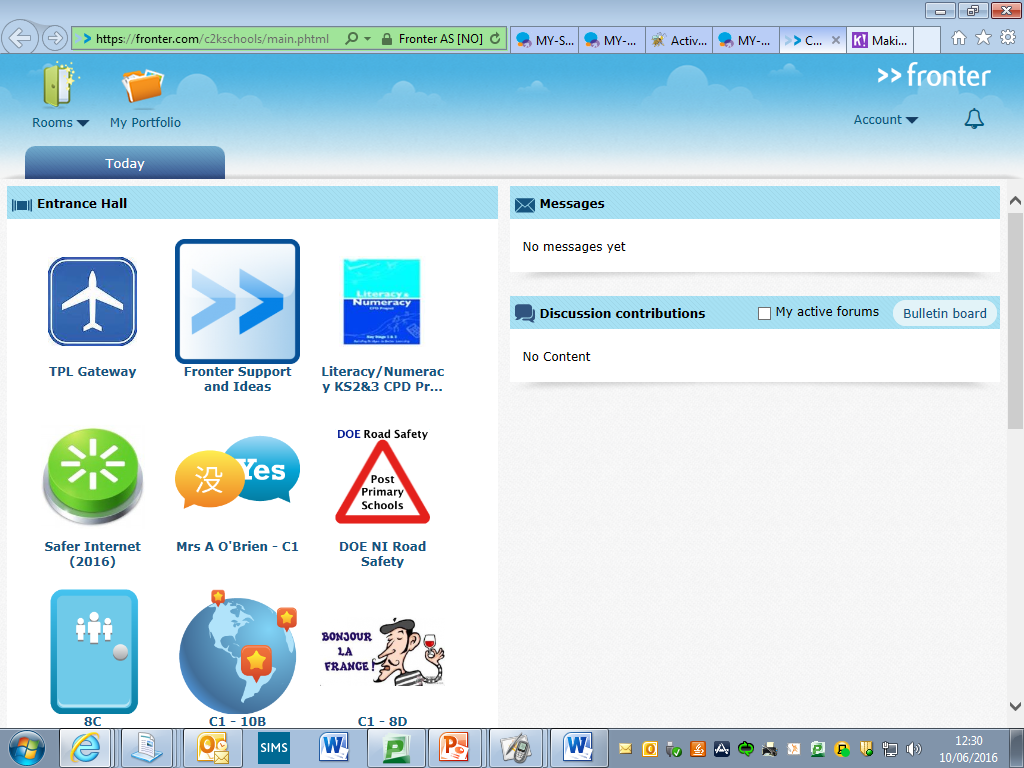 https://fronter.com/c2kschools/main.phtml
Fronter AS [NO]
MY-S...
MY-...
Activ...
MY-...
C...
Maki...
Rooms
My Portfolio
>> fronter
Account
Today
Entrance Hall
TPL Gateway
Fronter Support and Ideas
Literacy & Numeracy
Literacy/Numerac
y KS2&3 CPD Pr...
Safer Internet
(2016)
没 Yes
Mrs A O'Brien - C1
DOE Road Safety
Post
Primary
Schools
DOE NI Road
Safety
8C
C1 - 10B
BONJOUR
LA
FRANCE!
C1 - 8D
Messages
No messages yet
Discussion contributions
My active forums
Bulletin board
No Content
SIMS
12:30
10/06/2016